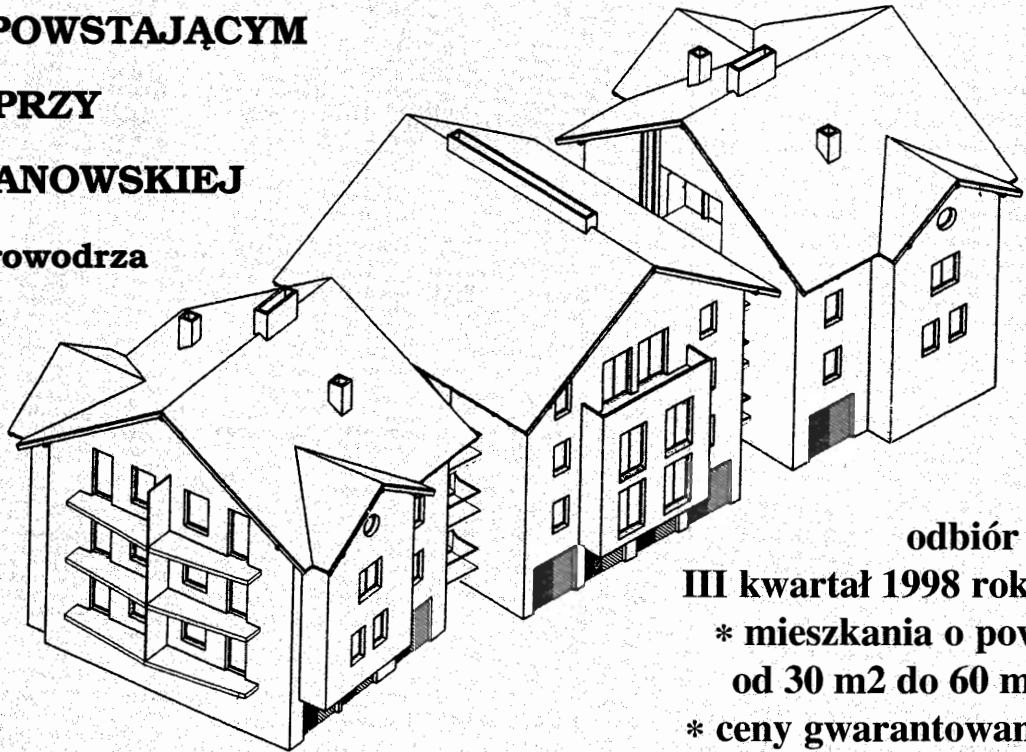 POWSTAJĄCYM
PRZY
ANOWSKIEJ
rowodrza
odbiór
III kwartał 1998 rok
* mieszkania o pow
od 30 m2 do 60 m
* ceny gwarantowan